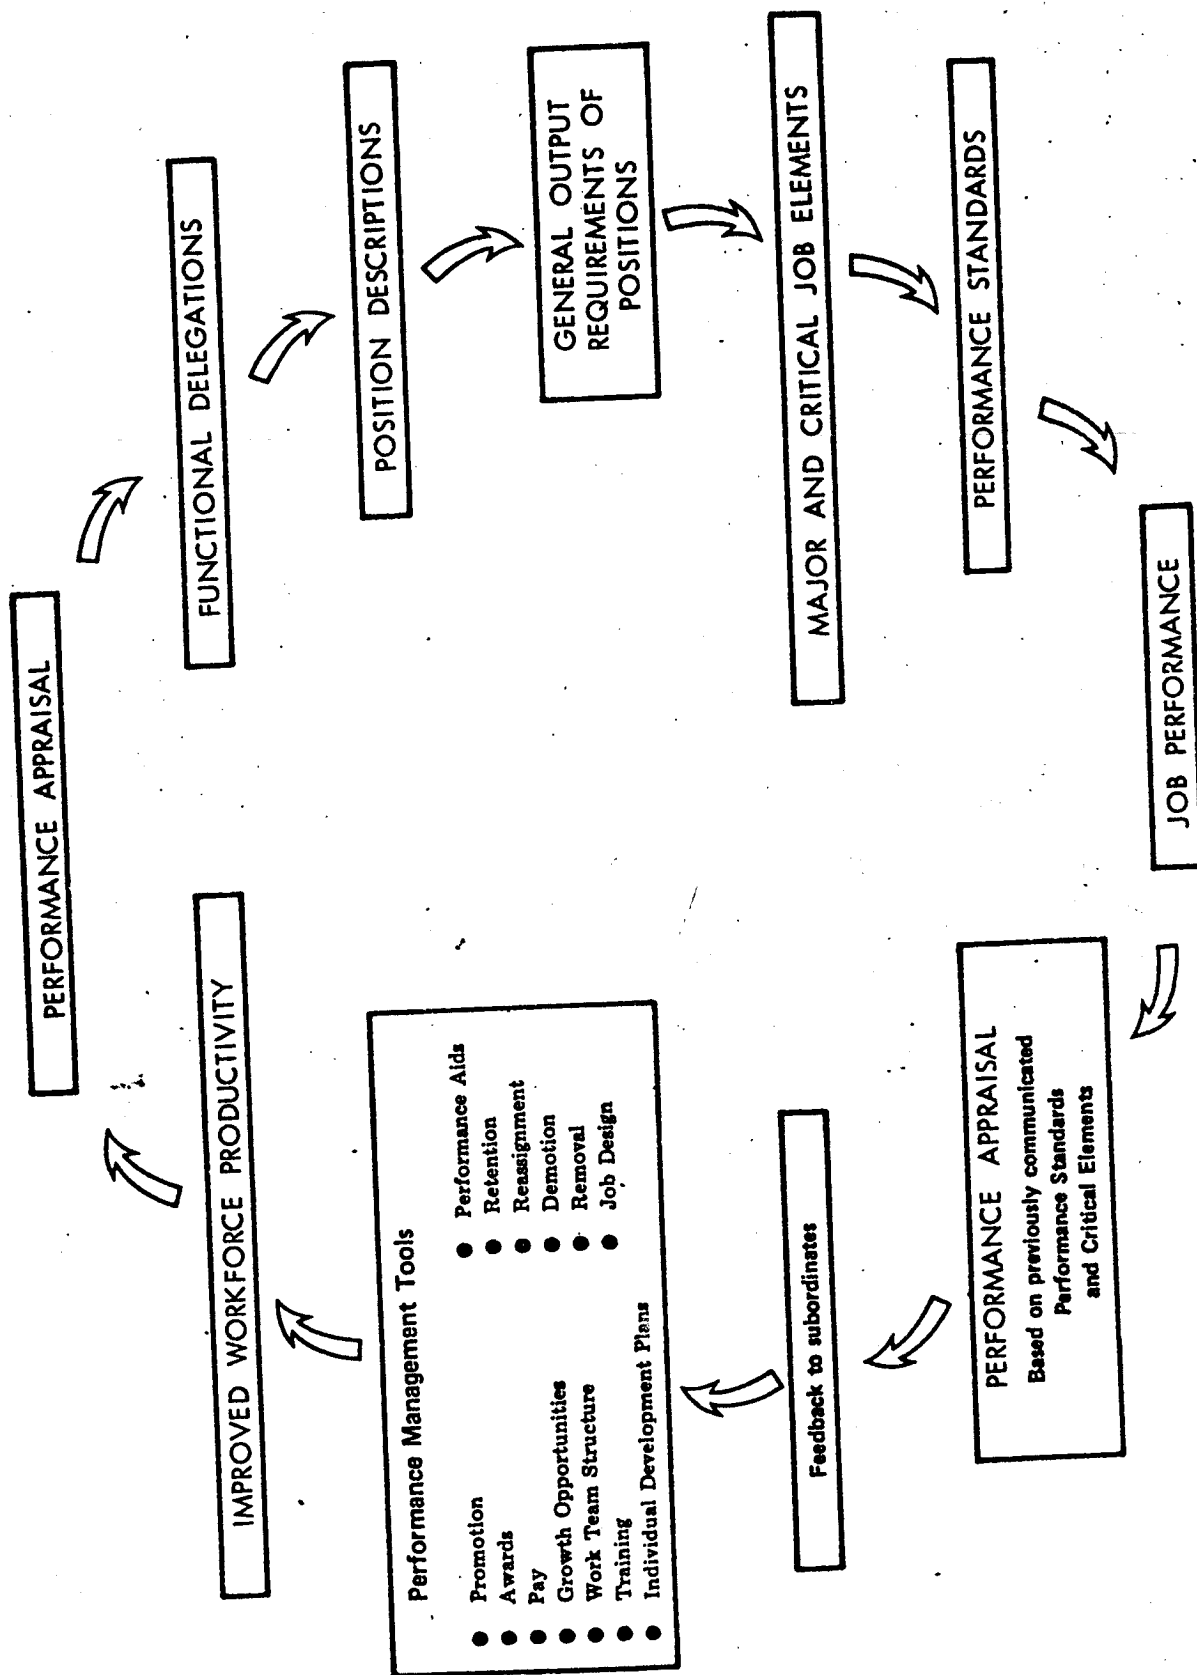 PERFORMANCE APPRAISAL
FUNCTIONAL DELEGATIONS
POSITION DESCRIPTIONS
GENERAL OUTPUT
REQUIREMENTS OF
POSITIONS
MAJOR AND CRITICAL JOB ELEMENTS
PERFORMANCE STANDARDS
JOB PERFORMANCE
PERFORMANCE APPRAISAL
Based on previously communicated
Performance Standards
and Critical Elements
Feedback to subordinates
Performance Management Tools
● Promotion
● Awards
● Pay
● Growth Opportunities
● Work Team Structure
● Training
● Individual Development Plans
● Performance Aids
● Retention
● Reassignment
● Demotion
● Removal
● Job Design
IMPROVED WORKFORCE PRODUCTIVITY